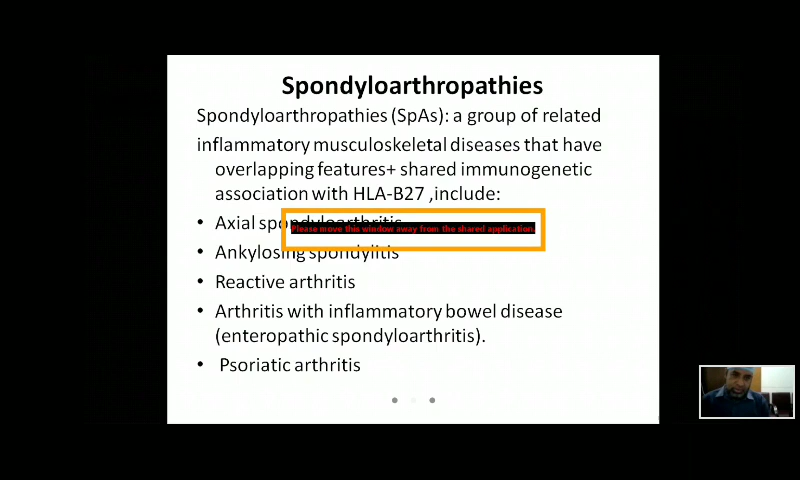 Spondyloarthropathies
Spondyloarthropathies (SpAs): a group of related
inflammatory musculoskeletal diseases that have
overlapping features+ shared immunogenetic
association with HLA-B27 ,include:
• Axial spondyloarthritis
Please move this window away from the shared application.
• Ankylosing spondylitis
• Reactive arthritis
• Arthritis with inflammatory bowel disease
(enteropathic spondyloarthritis).
• Psoriatic arthritis